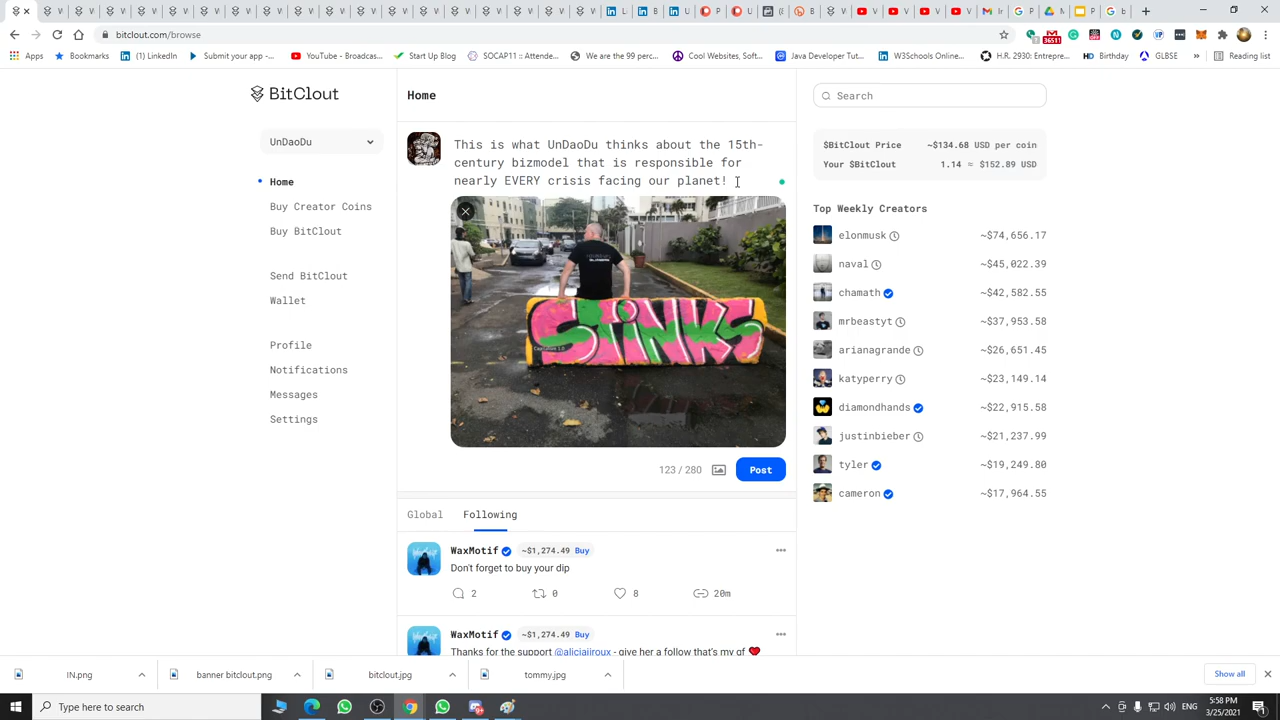 bitclout.com/browse
36511
Apps
Bookmarks
(1) LinkedIn
Submit your app -...
YouTube - Broadcas...
Start Up Blog
SOCAP11 :: Attende...
We are the 99 perc...
Cool Websites, Soft...
Java Developer Tut...
W3Schools Online...
H.R. 2930: Entrepre...
HD Birthday
GLBSE
»
Reading list
BitClout
UnDaoDu
Home
Buy Creator Coins
Buy BitClout
Send BitClout
Wallet
Profile
Notifications
Messages
Settings
Home
This is what UnDaoDu thinks about the 15th-
century bizmodel that is responsible for
nearly EVERY crisis facing our planet!
STINKS
123 / 280
Post
Global
Following
WaxMotif ~$1,274.49 Buy
Don't forget to buy your dip
2 0 8 20m
WaxMotif ~$1,274.49 Buy
Thanks for the support @aliciajiroux - give her a follow that's my gf
Search
$BitClout Price ~$134.68 USD per coin
Your $BitClout 1.14 ≈ $152.89 USD
Top Weekly Creators
elonmusk ~$74,656.17
naval ~$45,022.39
chamath ~$42,582.55
mrbeastyt ~$37,953.58
arianagrande ~$26,651.45
katyperry ~$23,149.14
diamondhands ~$22,915.58
justinbieber ~$21,237.99
tyler ~$19,249.80
cameron ~$17,964.55
IN.png
banner bitclout.png
bitclout.jpg
tommy.jpg
Show all
Type here to search
5:58 PM
3/25/2021